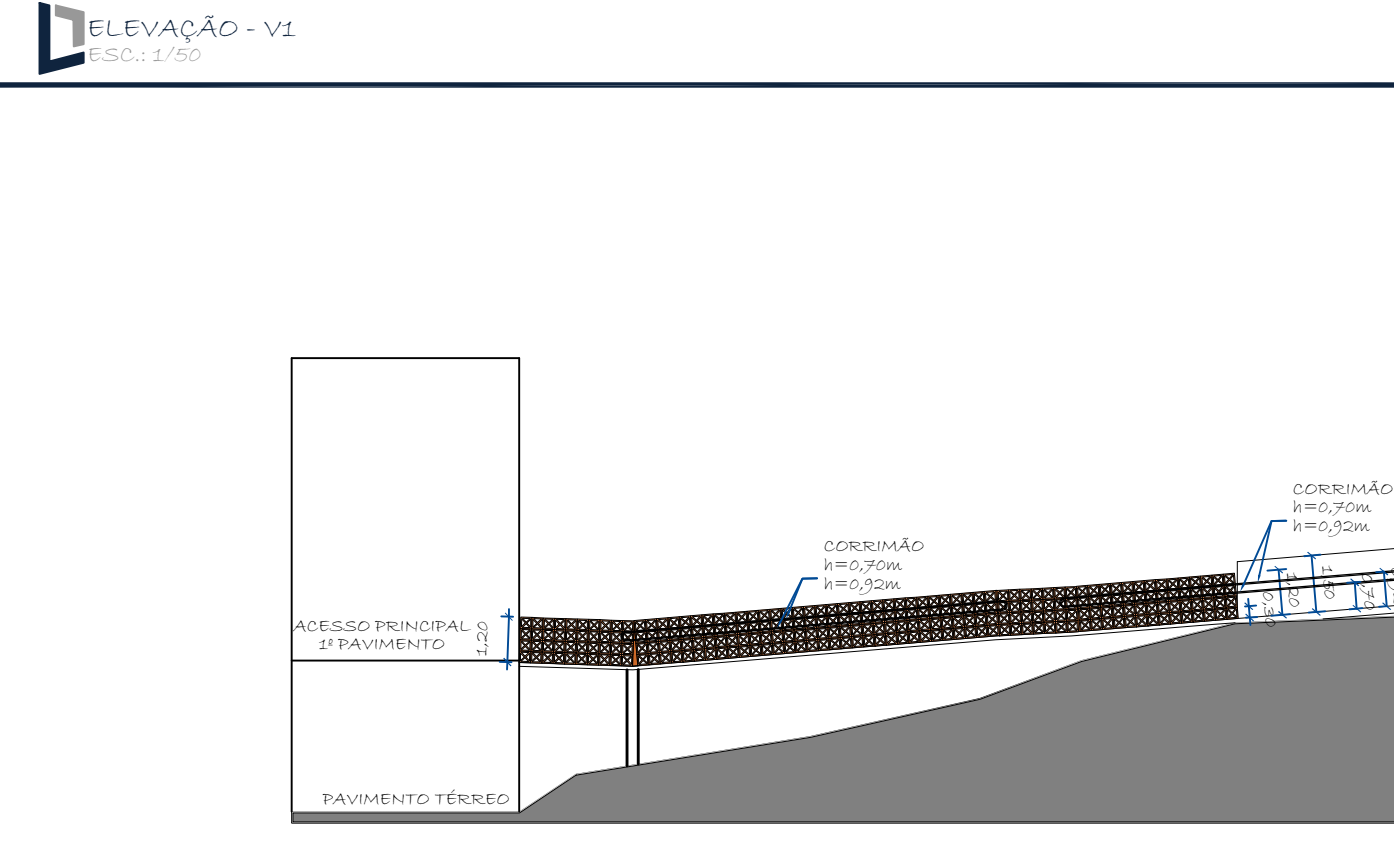 ELEVAÇÃO - V1
ESC.: 1/50
CORRIMÃO
h=0,70m
h=0,92m
CORRIMÃO
h=0,70m
h=0,92m
1,20
1,50
0,30
0,70
ACESSO PRINCIPAL
1º PAVIMENTO
1,20
PAVIMENTO TÉRREO